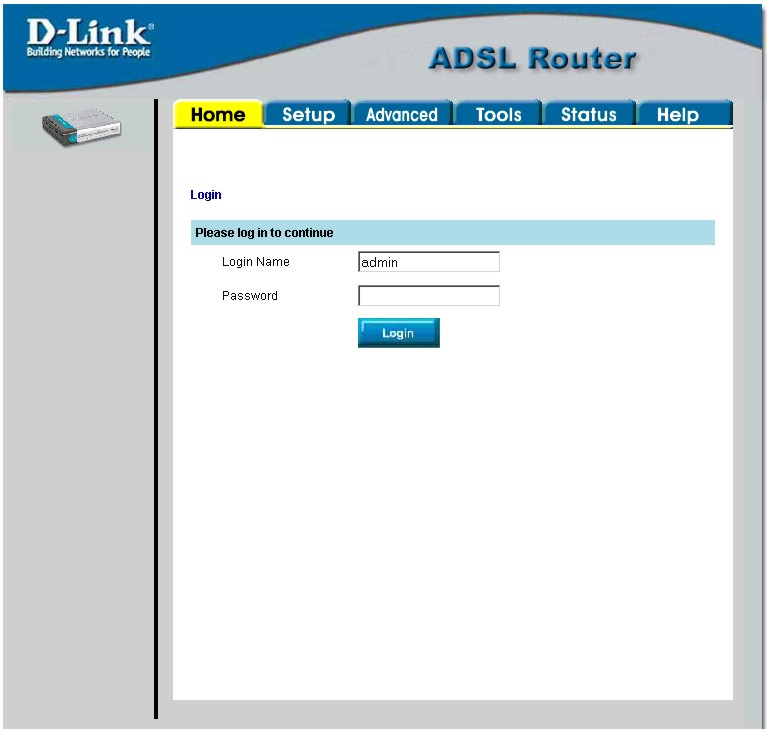 D-Link®
Building Networks for People
ADSL Router
Home Setup Advanced Tools Status Help
Login
Please log in to continue
Login Name admin
Password
Login